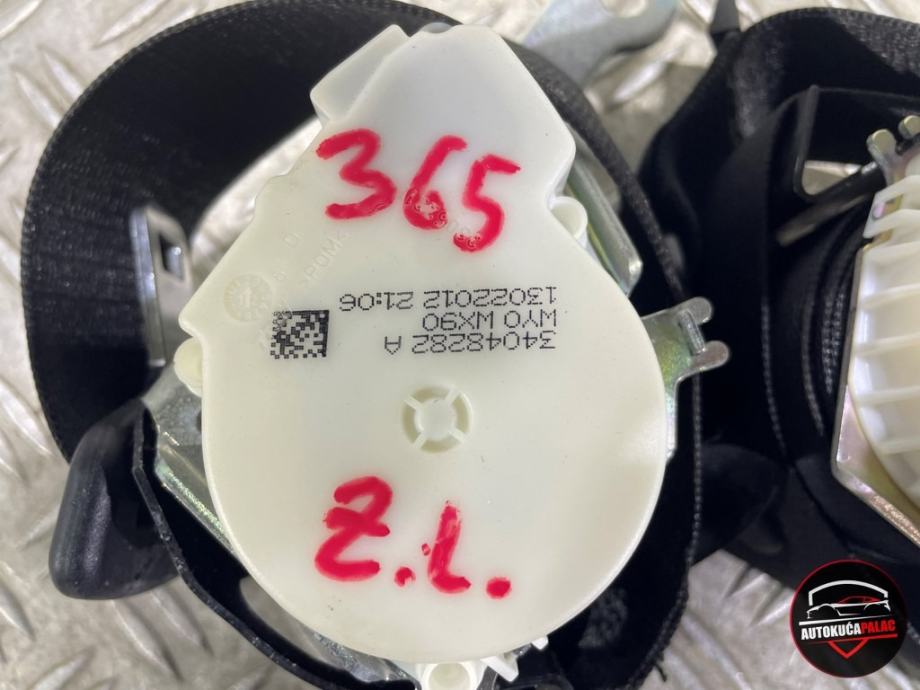 365
34048282 A
WYO WX90
13022012 21:06
Z.L.
AUTOKUĆAPALAC